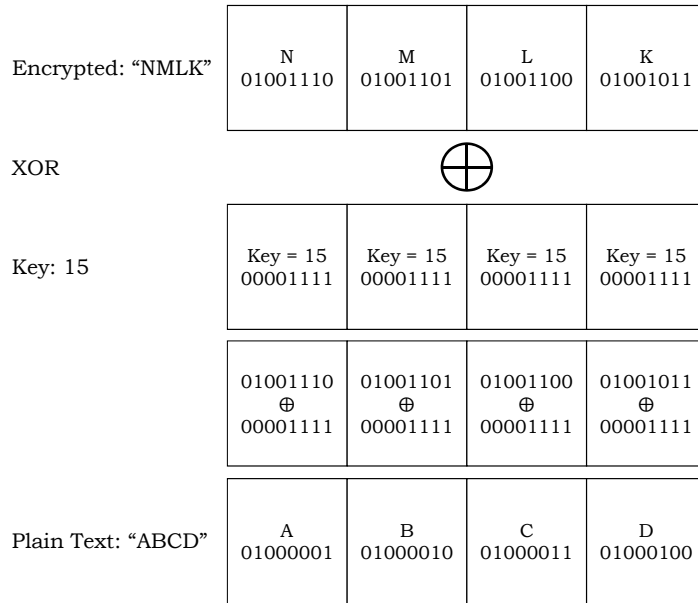 Encrypted: “NMLK”
N M L K
01001110 01001101 01001100 01001011
XOR
Key: 15
Key = 15 Key = 15 Key = 15 Key = 15
00001111 00001111 00001111 00001111
01001110 01001101 01001100 01001011
⊕ ⊕ ⊕ ⊕
00001111 00001111 00001111 00001111
Plain Text: “ABCD”
A B C D
01000001 01000010 01000011 01000100